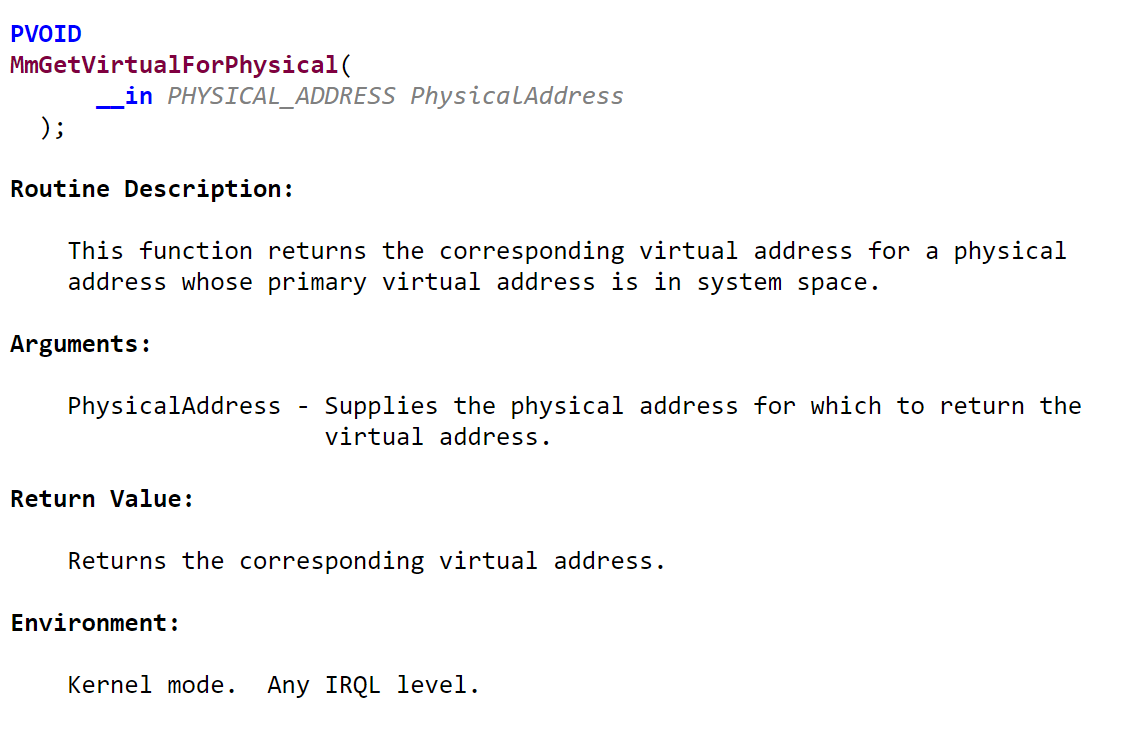 PVOID
MmGetVirtualForPhysical(
      __in PHYSICAL_ADDRESS PhysicalAddress
  );
Routine Description:
    This function returns the corresponding virtual address for a physical
    address whose primary virtual address is in system space.
Arguments:
    PhysicalAddress - Supplies the physical address for which to return the
                      virtual address.
Return Value:
    Returns the corresponding virtual address.
Environment:
    Kernel mode.  Any IRQL level.